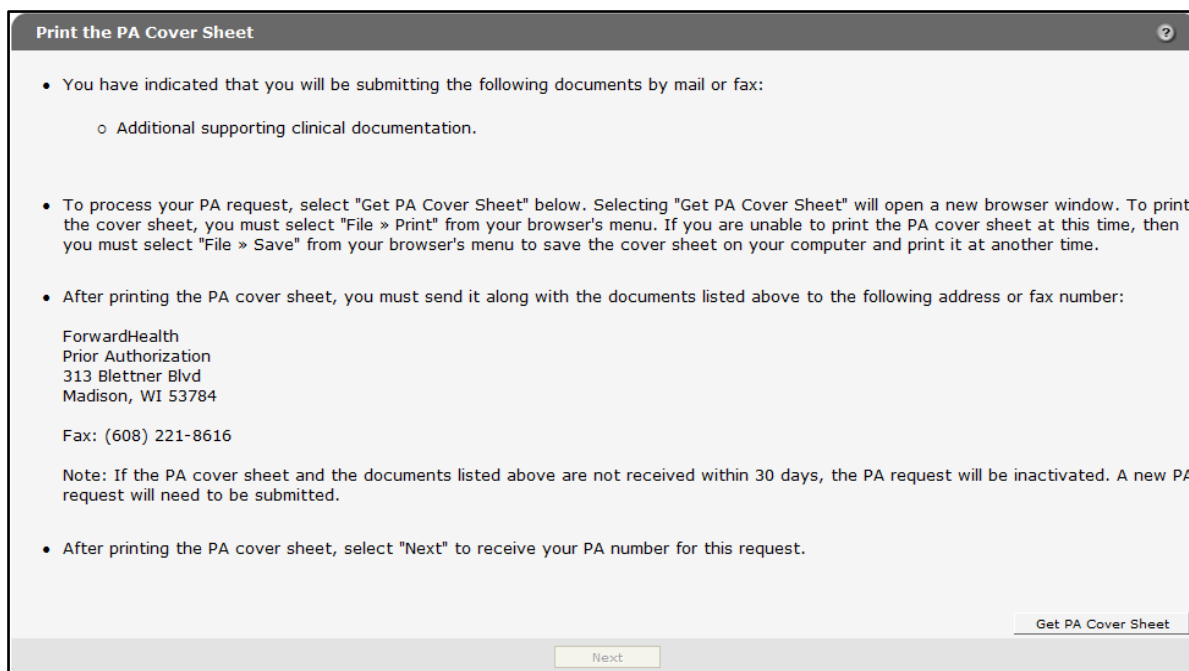 Print the PA Cover Sheet
?
• You have indicated that you will be submitting the following documents by mail or fax:
o Additional supporting clinical documentation.
• To process your PA request, select "Get PA Cover Sheet" below. Selecting "Get PA Cover Sheet" will open a new browser window. To print
the cover sheet, you must select "File » Print" from your browser's menu. If you are unable to print the PA cover sheet at this time, then
you must select "File » Save" from your browser's menu to save the cover sheet on your computer and print it at another time.
• After printing the PA cover sheet, you must send it along with the documents listed above to the following address or fax number:
ForwardHealth
Prior Authorization
313 Blettner Blvd
Madison, WI 53784
Fax: (608) 221-8616
Note: If the PA cover sheet and the documents listed above are not received within 30 days, the PA request will be inactivated. A new PA
request will need to be submitted.
• After printing the PA cover sheet, select "Next" to receive your PA number for this request.
Get PA Cover Sheet
Next